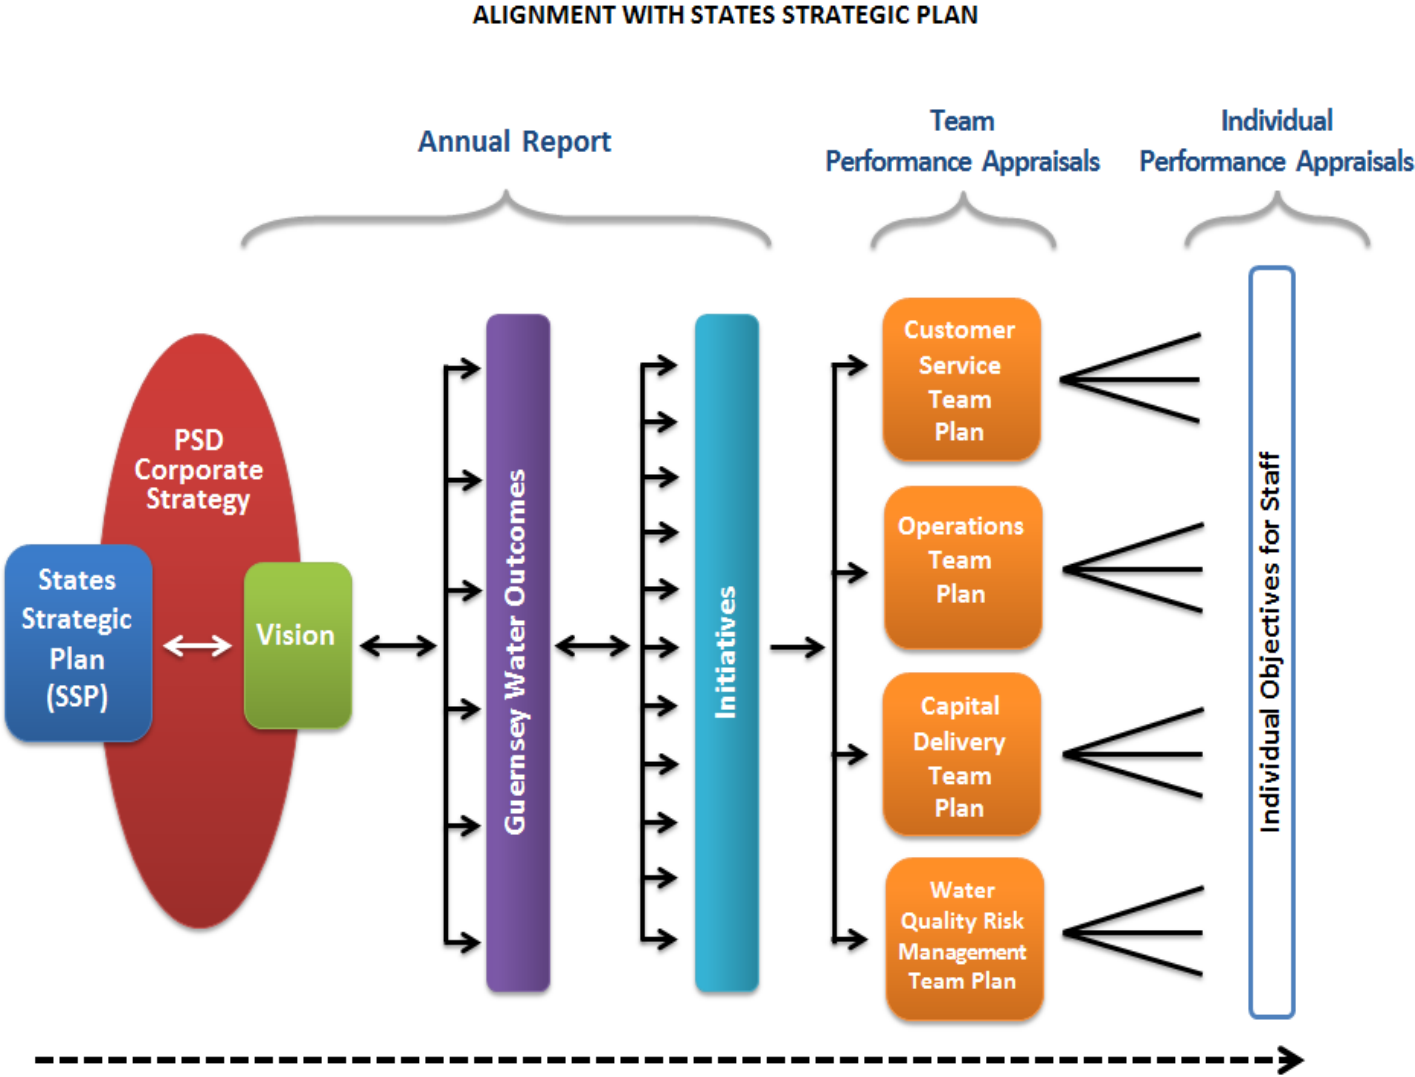 ALIGNMENT WITH STATES STRATEGIC PLAN
Annual Report
Team
Performance Appraisals
Individual
Performance Appraisals
PSD
Corporate
Strategy
States
Strategic
Plan
(SSP)
Vision
Guernsey Water Outcomes
Initiatives
Customer
Service
Team
Plan
Operations
Team
Plan
Capital
Delivery
Team
Plan
Water
Quality Risk
Management
Team Plan
Individual Objectives for Staff